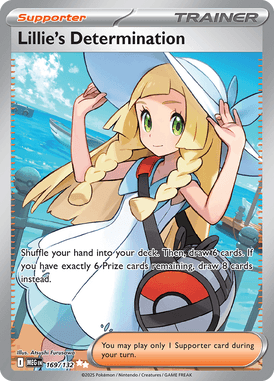 Supporter
TRAINER
Lillie's Determination
Shuffle your hand into your deck. Then, draw 6 cards. If
you have exactly 6 Prize cards remaining, draw 8 cards
instead.
Illus. Atsushi Furusawa
I MEG EN 169/132
You may play only 1 Supporter card during
your turn.
©2025 Pokémon / Nintendo / Creatures / GAME FREAK